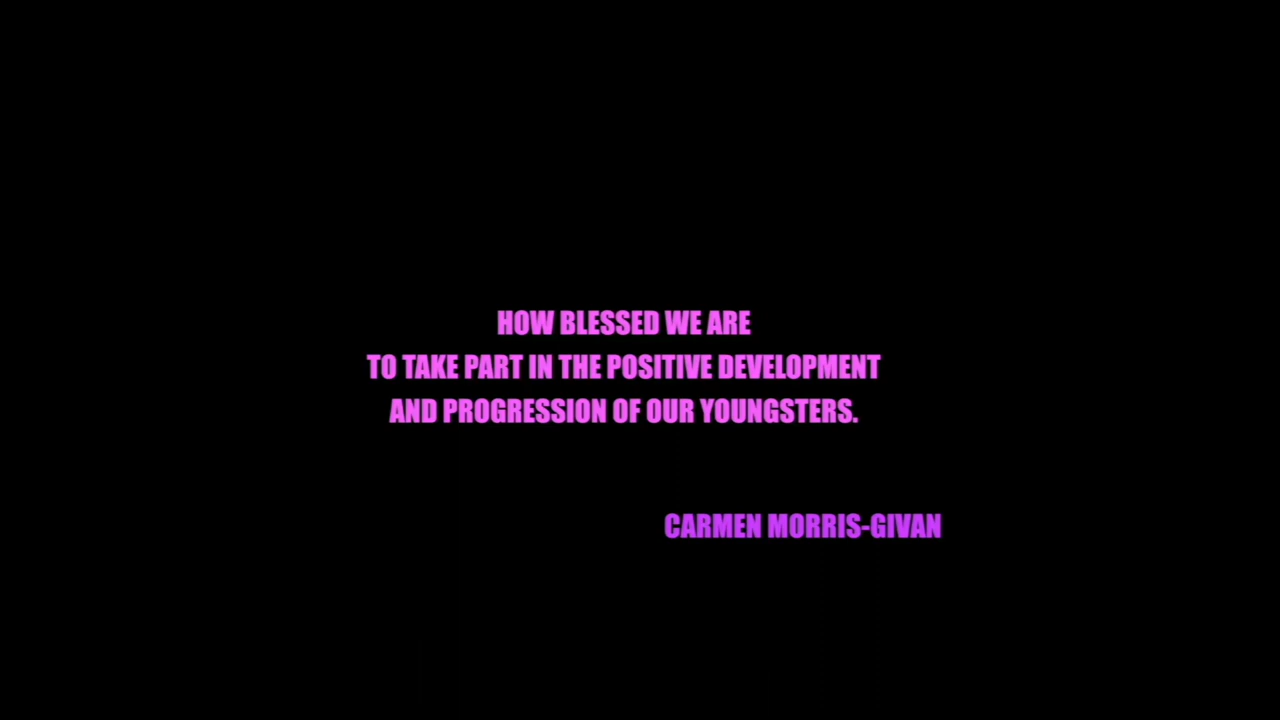 HOW BLESSED WE ARE
TO TAKE PART IN THE POSITIVE DEVELOPMENT
AND PROGRESSION OF OUR YOUNGSTERS.
CARMEN MORRIS-GIVAN